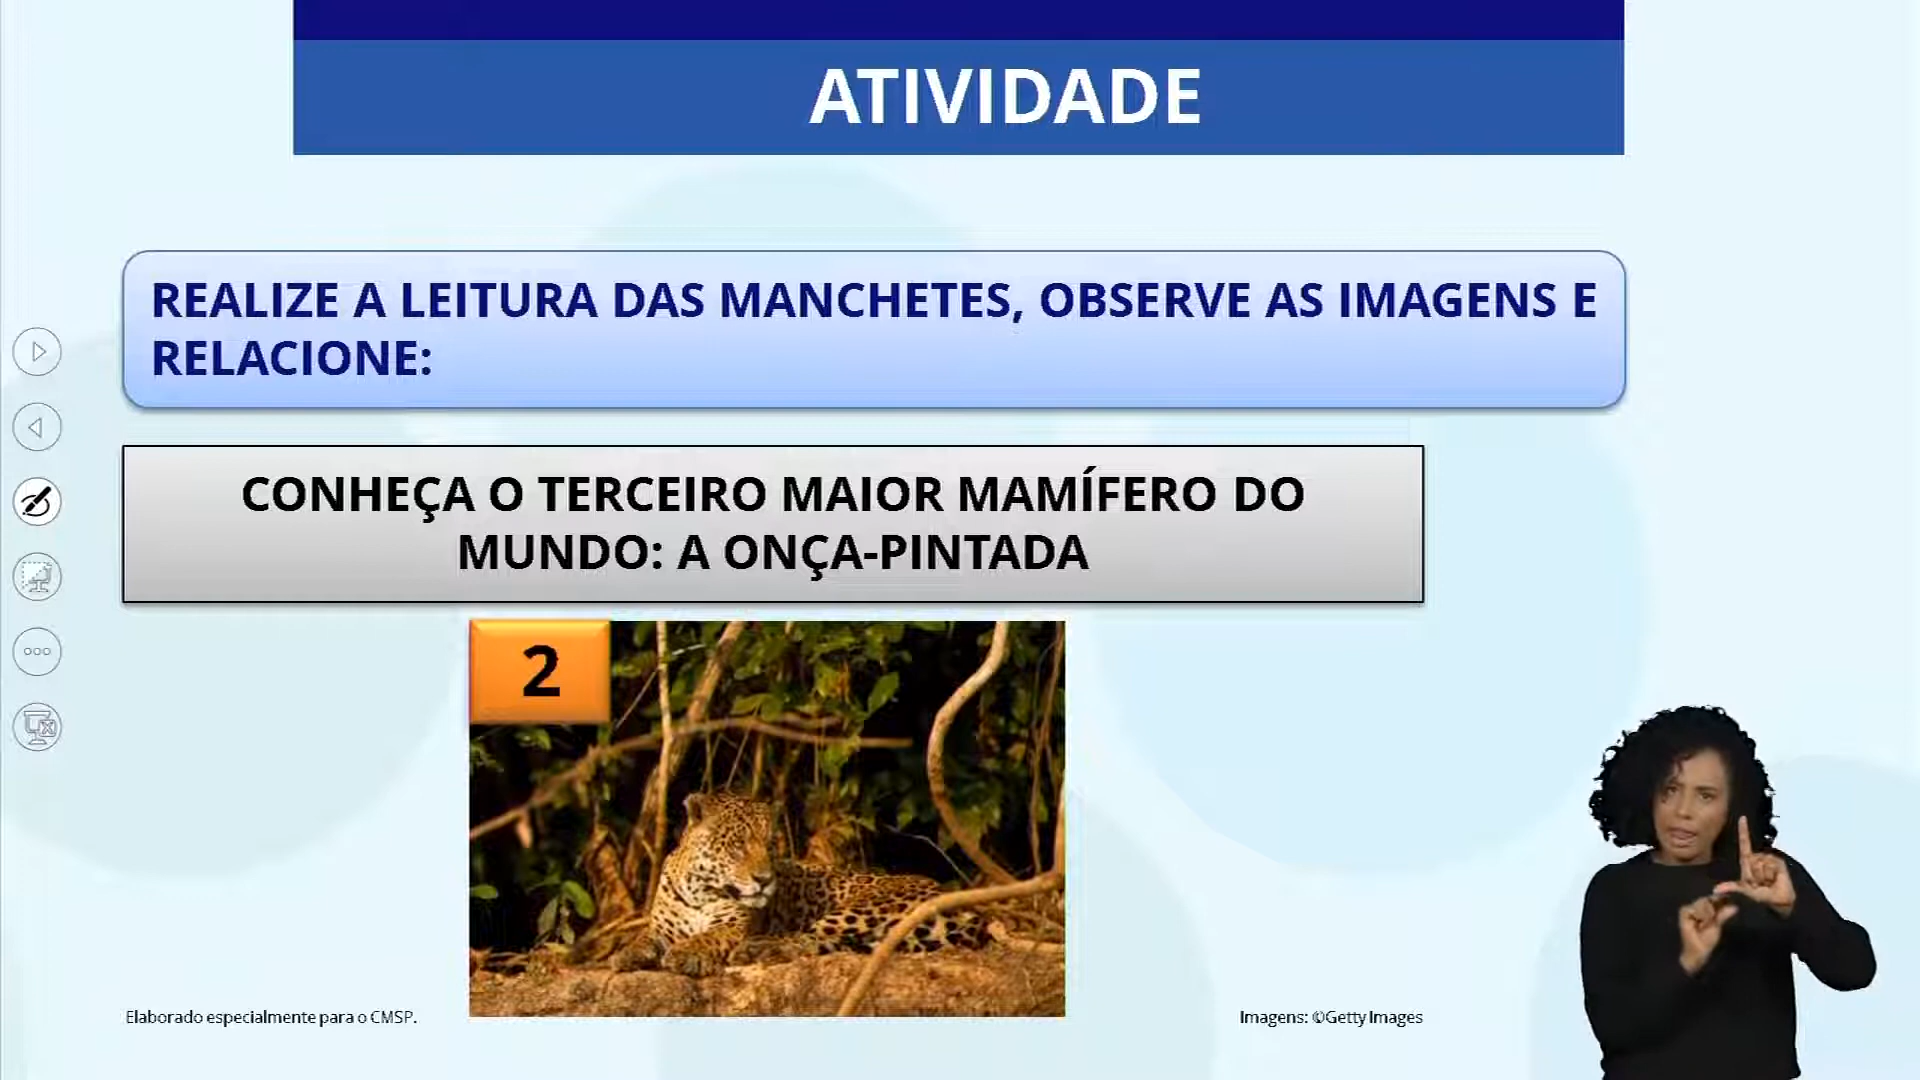 ATIVIDADE
REALIZE A LEITURA DAS MANCHETES, OBSERVE AS IMAGENS E
RELACIONE:
CONHEÇA O TERCEIRO MAIOR MAMÍFERO DO
MUNDO: A ONÇA-PINTADA
2
Elaborado especialmente para o CMSP.
Imagens: ©Getty Images